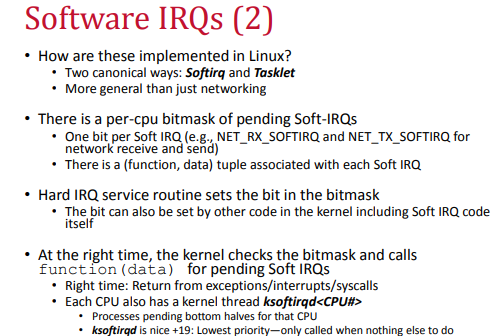 Software IRQs (2)
• How are these implemented in Linux?
• Two canonical ways: Softirq and Tasklet
• More general than just networking
• There is a per-cpu bitmask of pending Soft-IRQs
• One bit per Soft IRQ (e.g., NET_RX_SOFTIRQ and NET_TX_SOFTIRQ for
network receive and send)
• There is a (function, data) tuple associated with each Soft IRQ
• Hard IRQ service routine sets the bit in the bitmask
• The bit can also be set by other code in the kernel including Soft IRQ code
itself
• At the right time, the kernel checks the bitmask and calls
function(data) for pending Soft IRQs
• Right time: Return from exceptions/interrupts/syscalls
• Each CPU also has a kernel thread ksoftirqd<CPU#>
• Processes pending bottom halves for that CPU
• ksoftirqd is nice +19: Lowest priority—only called when nothing else to do